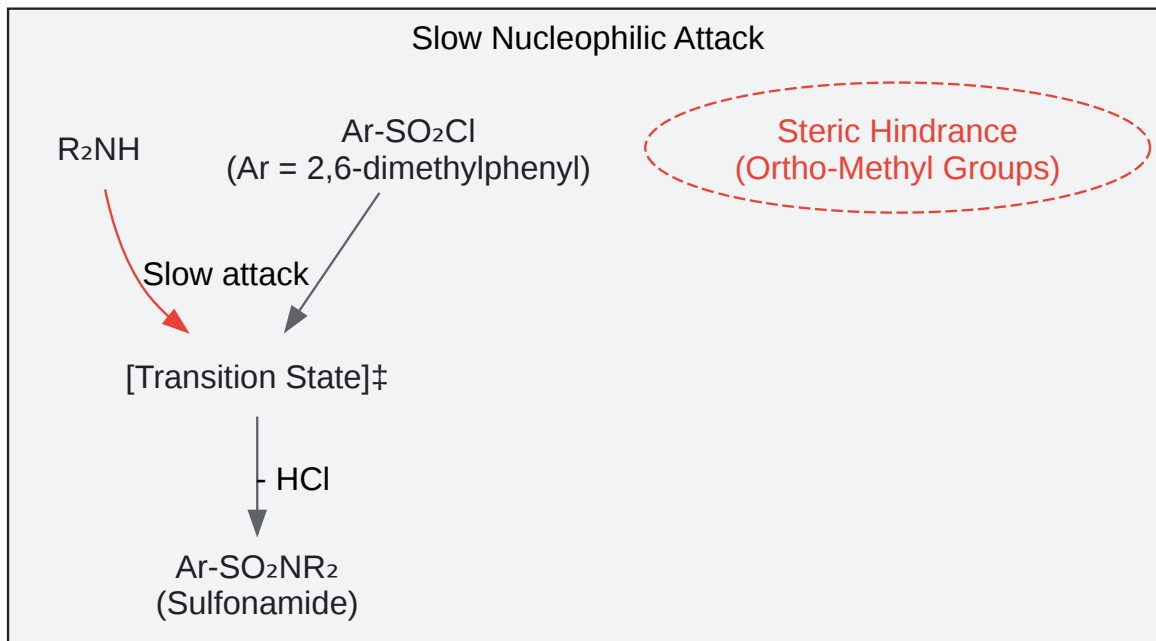 Slow Nucleophilic Attack
R₂NH
Ar-SO₂Cl
(Ar = 2,6-dimethylphenyl)
Steric Hindrance
(Ortho-Methyl Groups)
Slow attack
[Transition State]‡
- HCl
Ar-SO₂NR₂
(Sulfonamide)